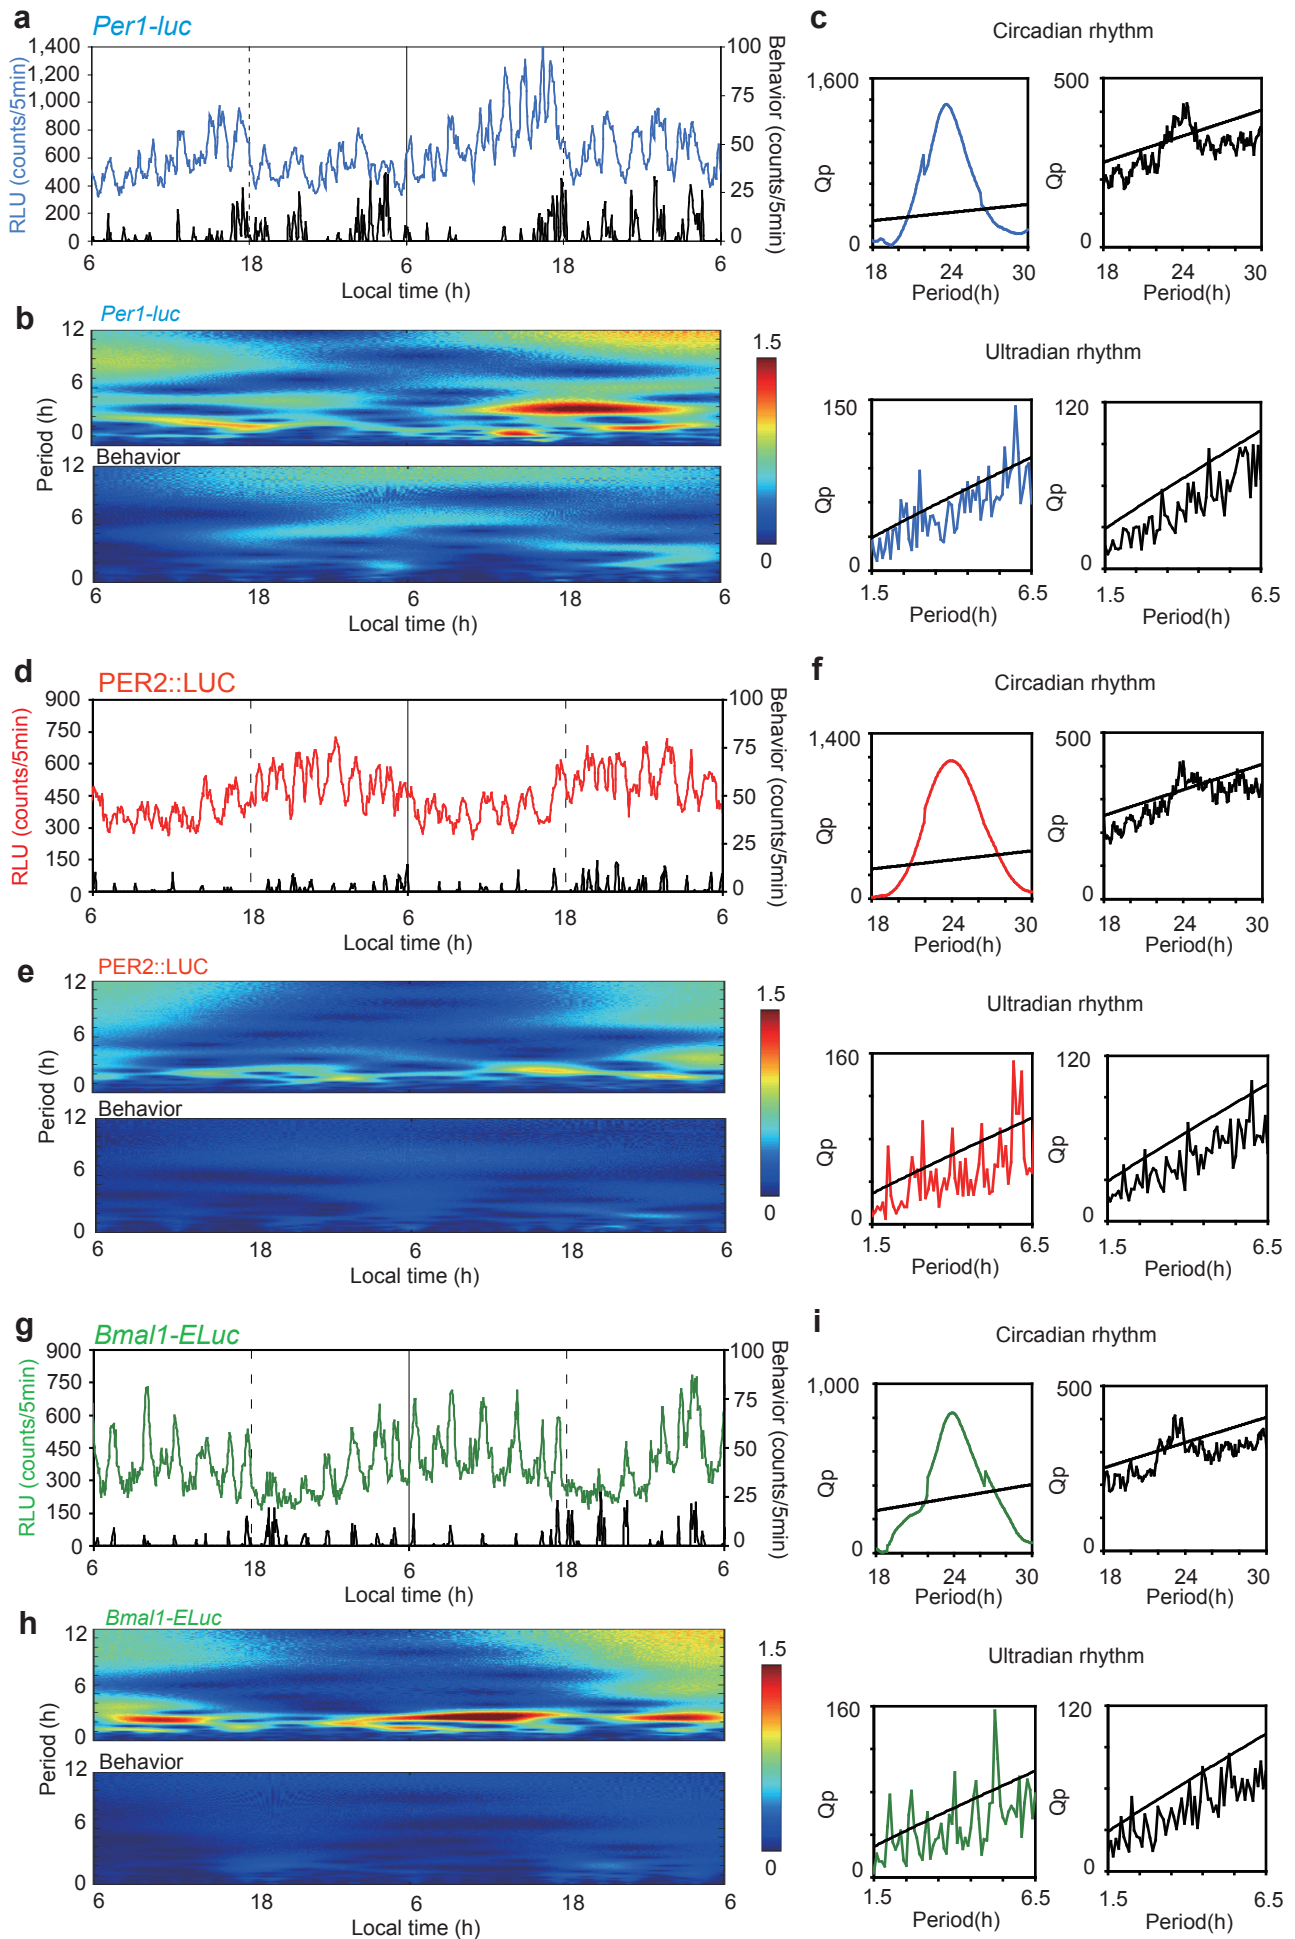 a
Per1-luc
RLU (counts/5min)
1,400
1,200
1,000
800
600
400
200
0
100
75
50
25
0
Behavior (counts/5min)
6
18
6
18
6
Local time (h)
b
Per1-luc
12
6
0
Period (h)
Behavior
12
6
0
6
18
6
18
6
Local time (h)
1.5
0
c
Circadian rhythm
1,600
Qp
0
18
24
30
Period(h)
500
Qp
0
18
24
30
Period(h)
Ultradian rhythm
150
Qp
0
1.5
6.5
Period(h)
120
Qp
0
1.5
6.5
Period(h)
d
PER2::LUC
RLU (counts/5min)
900
750
600
450
300
150
0
100
75
50
25
0
Behavior (counts/5min)
6
18
6
18
6
Local time (h)
e
PER2::LUC
12
6
0
Period (h)
Behavior
12
6
0
6
18
6
18
6
Local time (h)
1.5
0
f
Circadian rhythm
1,400
Qp
0
18
24
30
Period(h)
500
Qp
0
18
24
30
Period(h)
Ultradian rhythm
160
Qp
0
1.5
6.5
Period(h)
120
Qp
0
1.5
6.5
Period(h)
g
Bmal1-ELuc
RLU (counts/5min)
900
750
600
450
300
150
0
100
75
50
25
0
Behavior (counts/5min)
6
18
6
18
6
Local time (h)
h
Bmal1-ELuc
12
6
0
Period (h)
Behavior
12
6
0
6
18
6
18
6
Local time (h)
1.5
0
i
Circadian rhythm
1,000
Qp
0
18
24
30
Period(h)
500
Qp
0
18
24
30
Period(h)
Ultradian rhythm
160
Qp
0
1.5
6.5
Period(h)
120
Qp
0
1.5
6.5
Period(h)